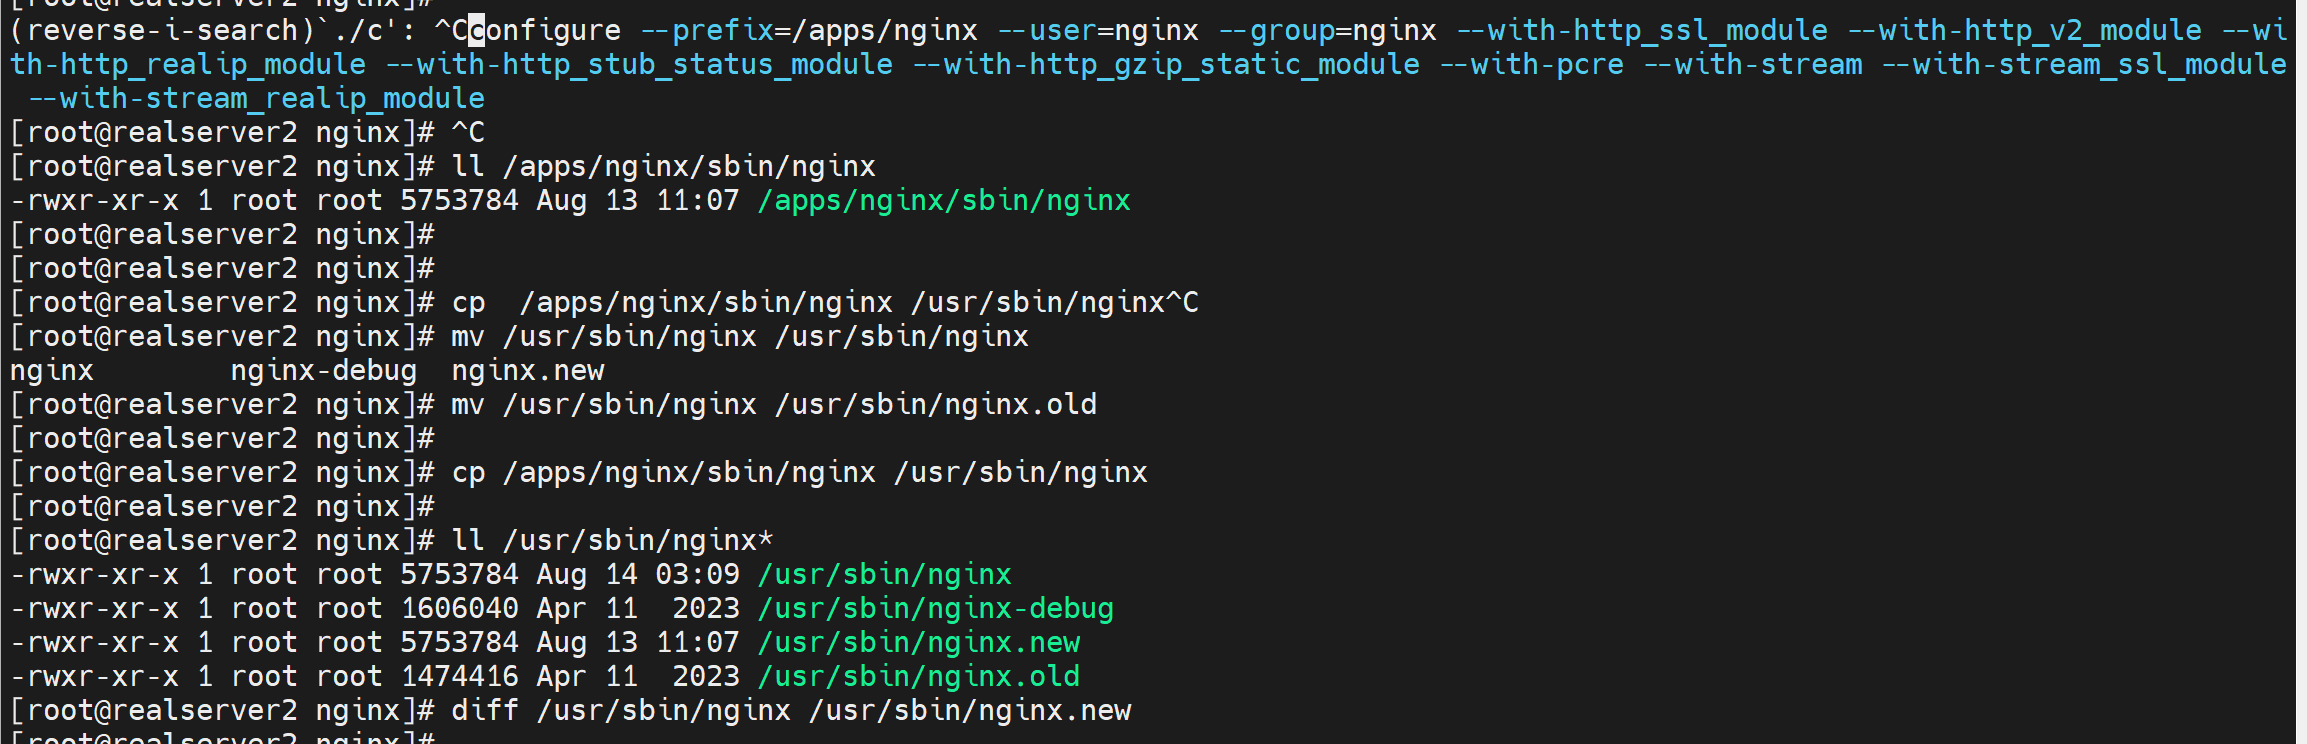 [root@realserver2 nginx]#
(reverse-i-search)`./c': ^Cconfigure --prefix=/apps/nginx --user=nginx --group=nginx --with-http_ssl_module --with-http_v2_module --wi
th-http_realip_module --with-http_stub_status_module --with-http_gzip_static_module --with-pcre --with-stream --with-stream_ssl_module
 --with-stream_realip_module
[root@realserver2 nginx]# ^C
[root@realserver2 nginx]# ll /apps/nginx/sbin/nginx
-rwxr-xr-x 1 root root 5753784 Aug 13 11:07 /apps/nginx/sbin/nginx
[root@realserver2 nginx]#
[root@realserver2 nginx]#
[root@realserver2 nginx]# cp  /apps/nginx/sbin/nginx /usr/sbin/nginx^C
[root@realserver2 nginx]# mv /usr/sbin/nginx /usr/sbin/nginx
nginx        nginx-debug  nginx.new
[root@realserver2 nginx]# mv /usr/sbin/nginx /usr/sbin/nginx.old
[root@realserver2 nginx]#
[root@realserver2 nginx]# cp /apps/nginx/sbin/nginx /usr/sbin/nginx
[root@realserver2 nginx]#
[root@realserver2 nginx]# ll /usr/sbin/nginx*
-rwxr-xr-x 1 root root 5753784 Aug 14 03:09 /usr/sbin/nginx
-rwxr-xr-x 1 root root 1606040 Apr 11  2023 /usr/sbin/nginx-debug
-rwxr-xr-x 1 root root 5753784 Aug 13 11:07 /usr/sbin/nginx.new
-rwxr-xr-x 1 root root 1474416 Apr 11  2023 /usr/sbin/nginx.old
[root@realserver2 nginx]# diff /usr/sbin/nginx /usr/sbin/nginx.new
[root@realserver2 nginx]#